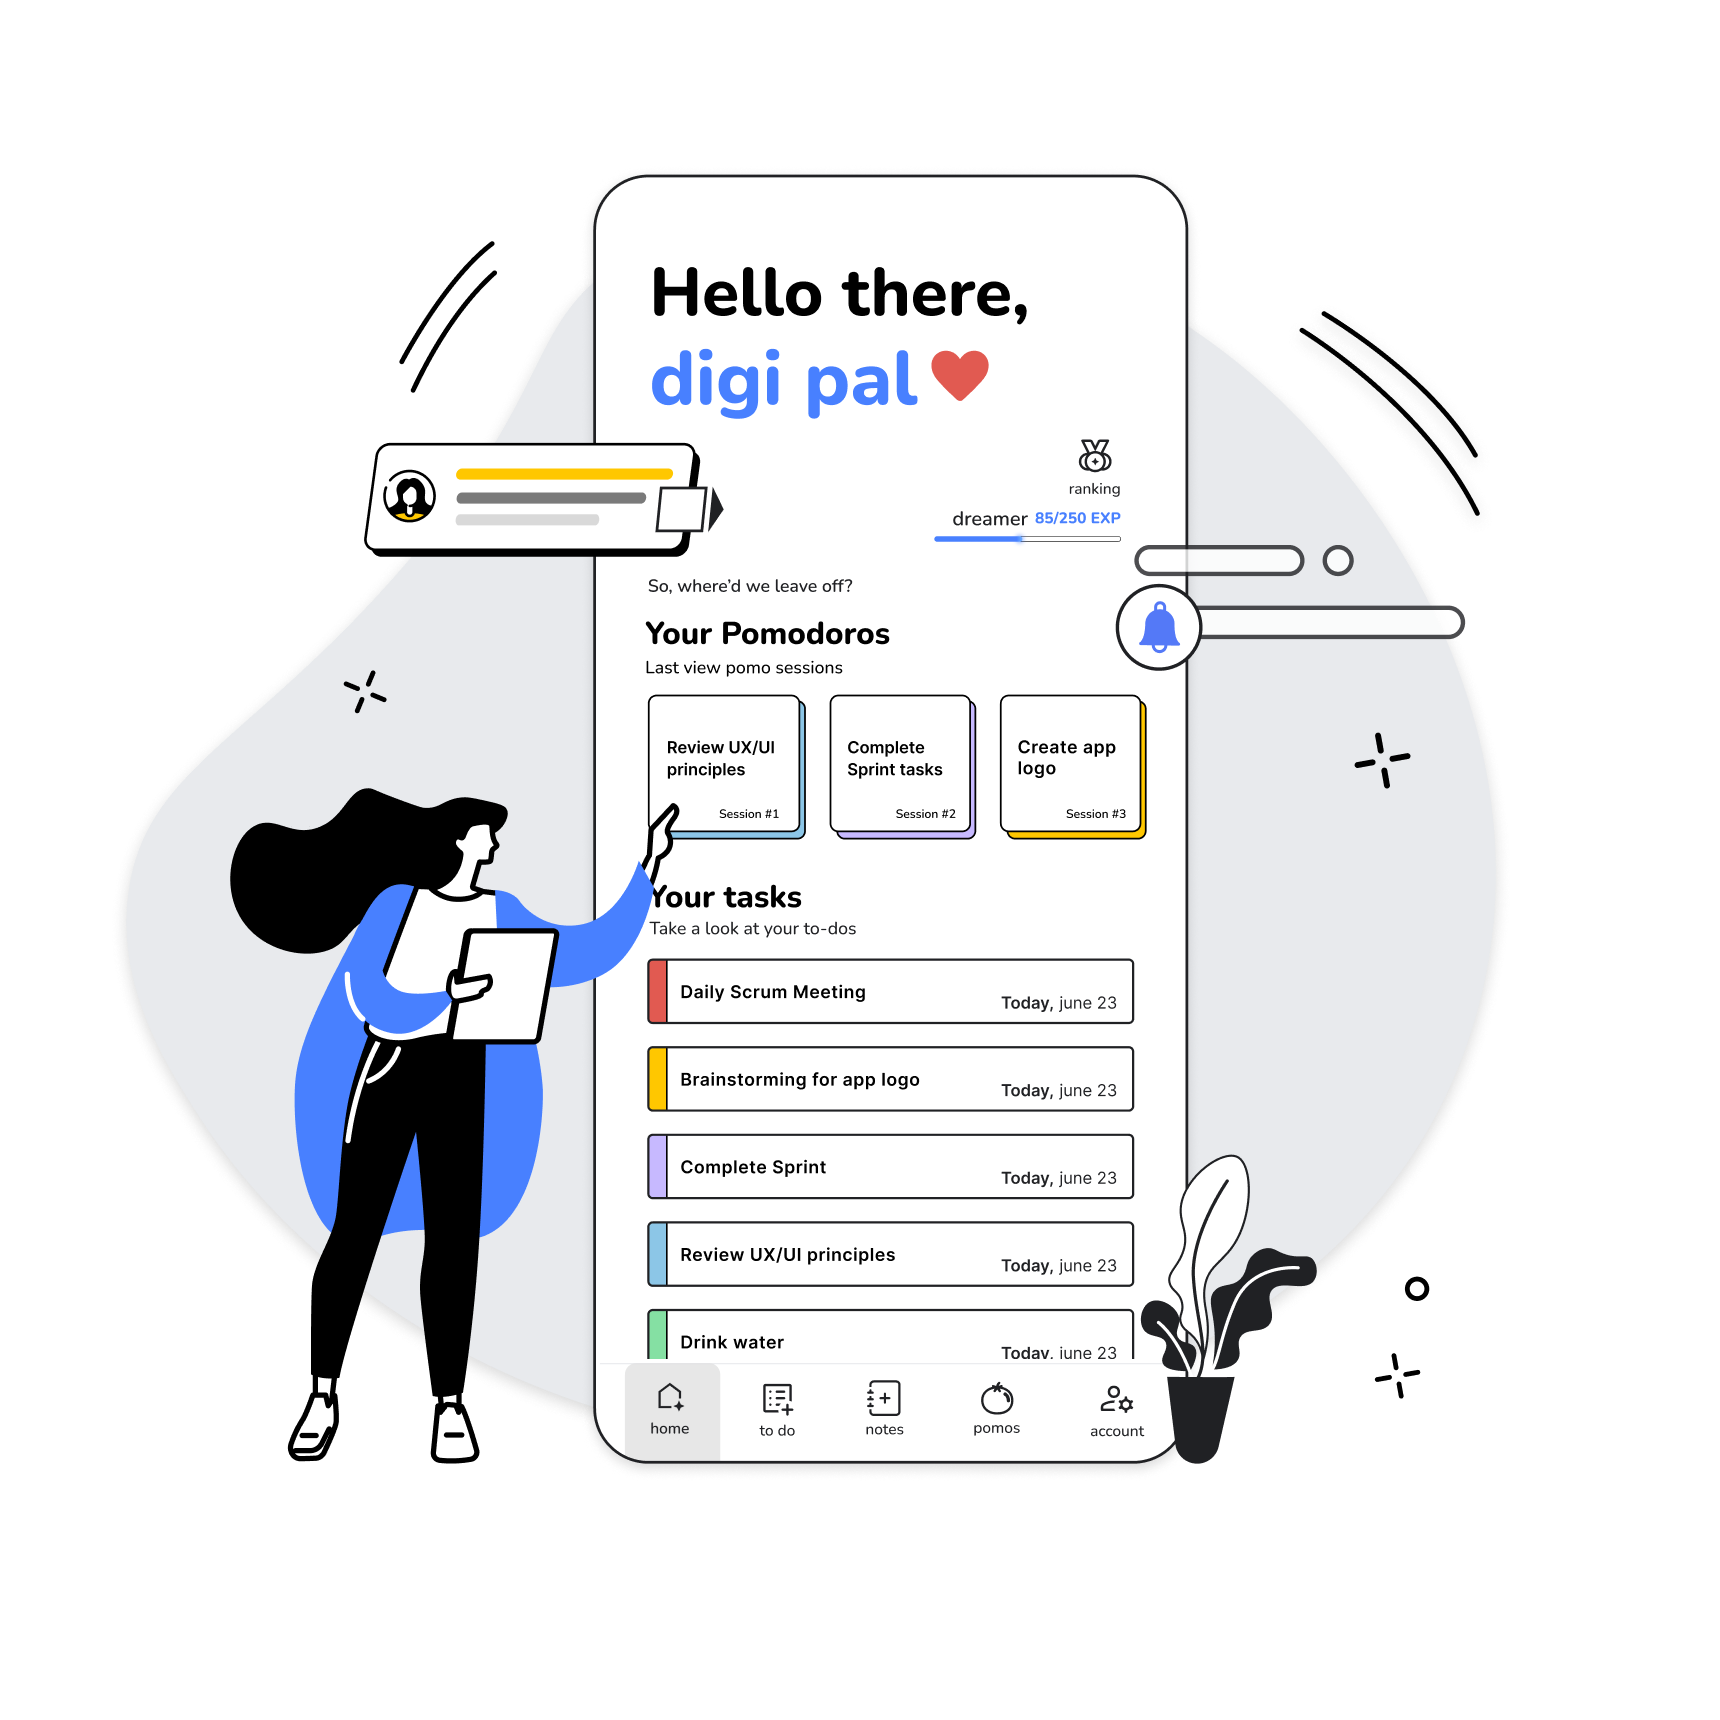 Hello there,
digi pal
ranking
dreamer 85/250 EXP
So, where'd we leave off?
Your Pomodoros
Last view pomo sessions
Review UX/UI
principles
Session #1
Complete
Sprint tasks
Session #2
Create app
logo
Session #3
Your tasks
Take a look at your to-dos
Daily Scrum Meeting
Today, june 23
Brainstorming for app logo
Today, june 23
Complete Sprint
Today, june 23
Review UX/UI principles
Today, june 23
Drink water
Today, june 23
home
to do
notes
pomos
account